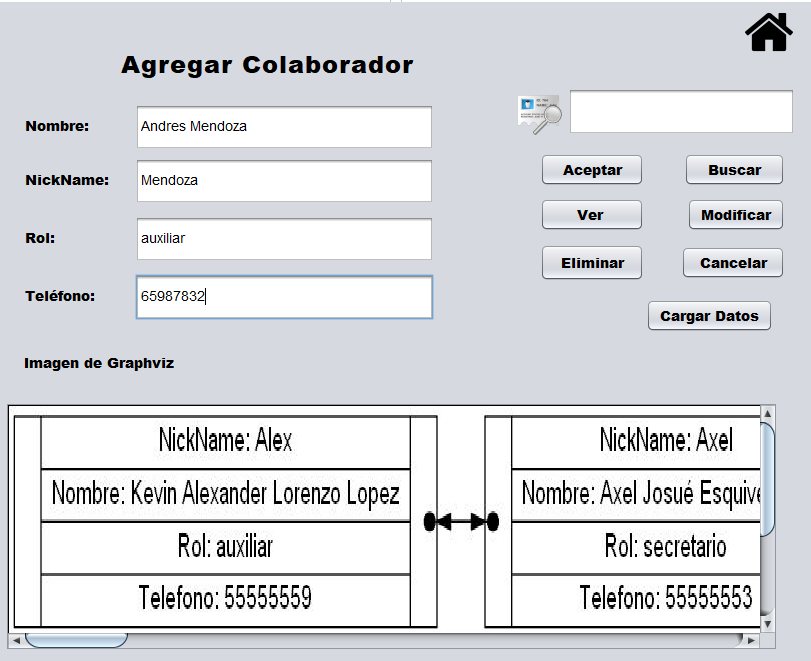 Agregar Colaborador
Nombre: Andres Mendoza
NickName: Mendoza
Rol: auxiliar
Teléfono: 65987832
Aceptar Buscar
Ver Modificar
Eliminar Cancelar
Cargar Datos
Imagen de Graphviz
NickName: Alex
Nombre: Kevin Alexander Lorenzo Lopez
Rol: auxiliar
Telefono: 55555559
NickName: Axel
Nombre: Axel Josué Esquive
Rol: secretario
Telefono: 55555553